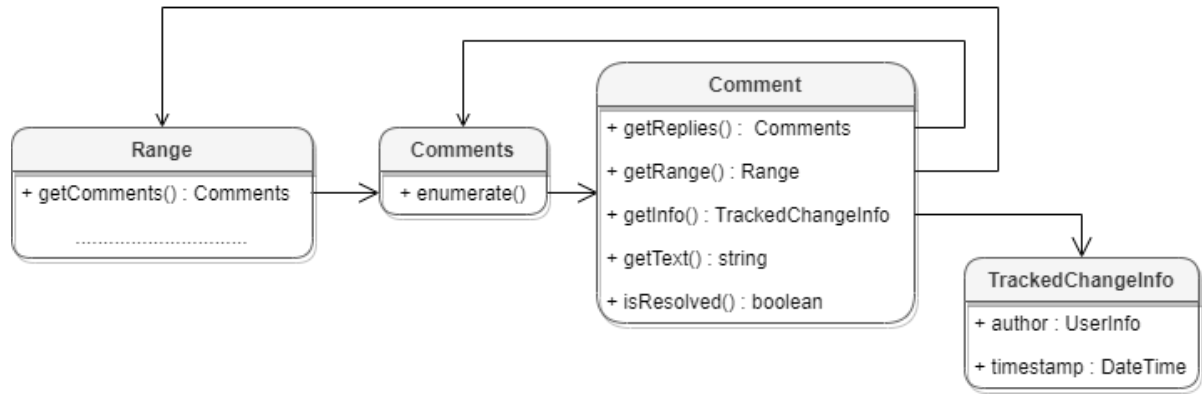 Range
+ getComments() : Comments
................................
Comments
+ enumerate()
Comment
+ getReplies() : Comments
+ getRange() : Range
+ getInfo() : TrackedChangeInfo
+ getText() : string
+ isResolved() : boolean
TrackedChangeInfo
+ author : UserInfo
+ timestamp : DateTime